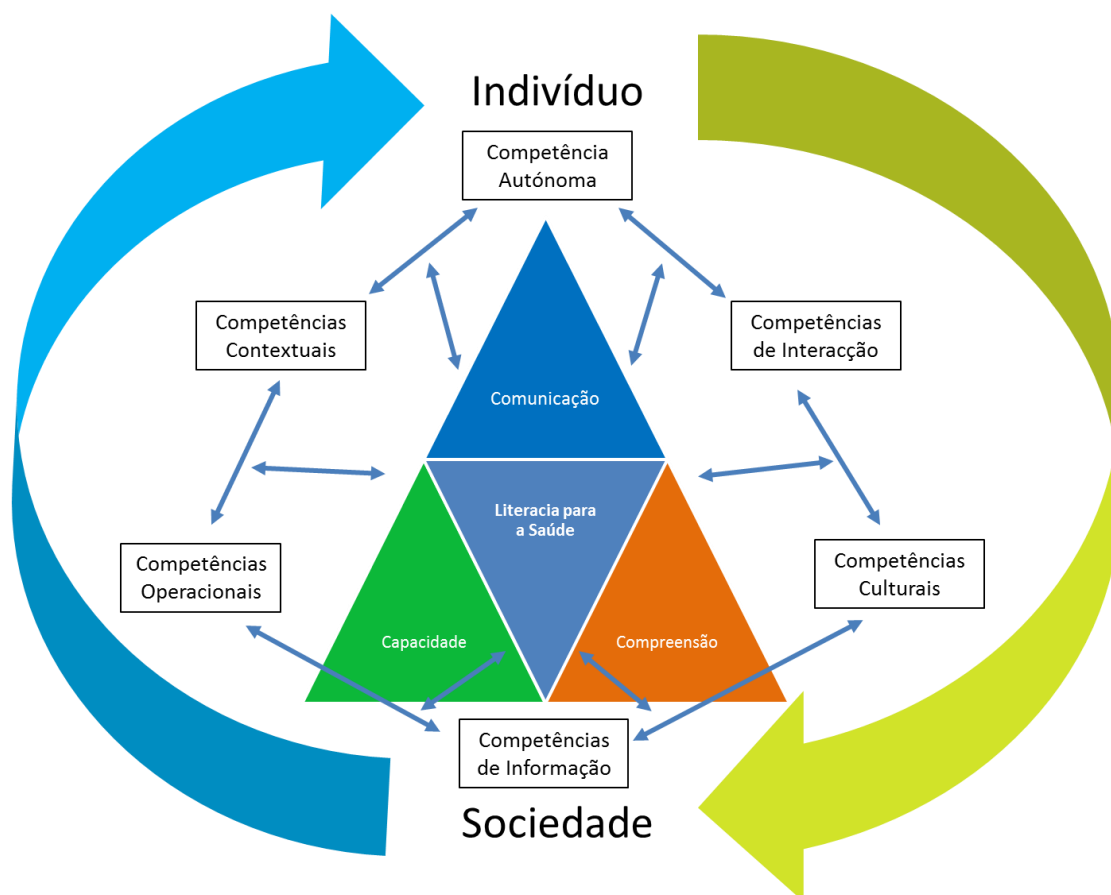 Indivíduo
Competência
Autónoma
Competências
Contextuais
Competências
de Interacção
Comunicação
Literacia para
a Saúde
Competências
Operacionais
Competências
Culturais
Capacidade
Compreensão
Competências
de Informação
Sociedade